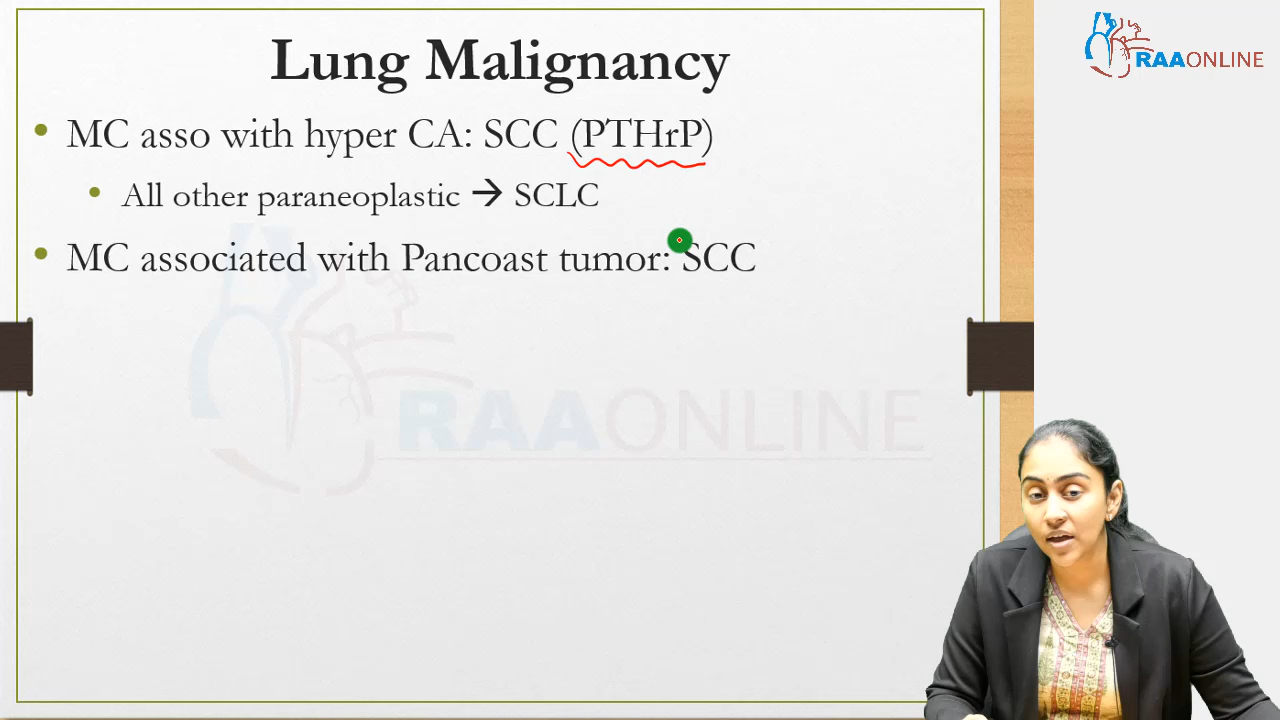 Lung Malignancy
RAAONLINE
• MC asso with hyper CA: SCC (PTHrP)
• All other paraneoplastic → SCLC
• MC associated with Pancoast tumor: SCC
RAAONLINE